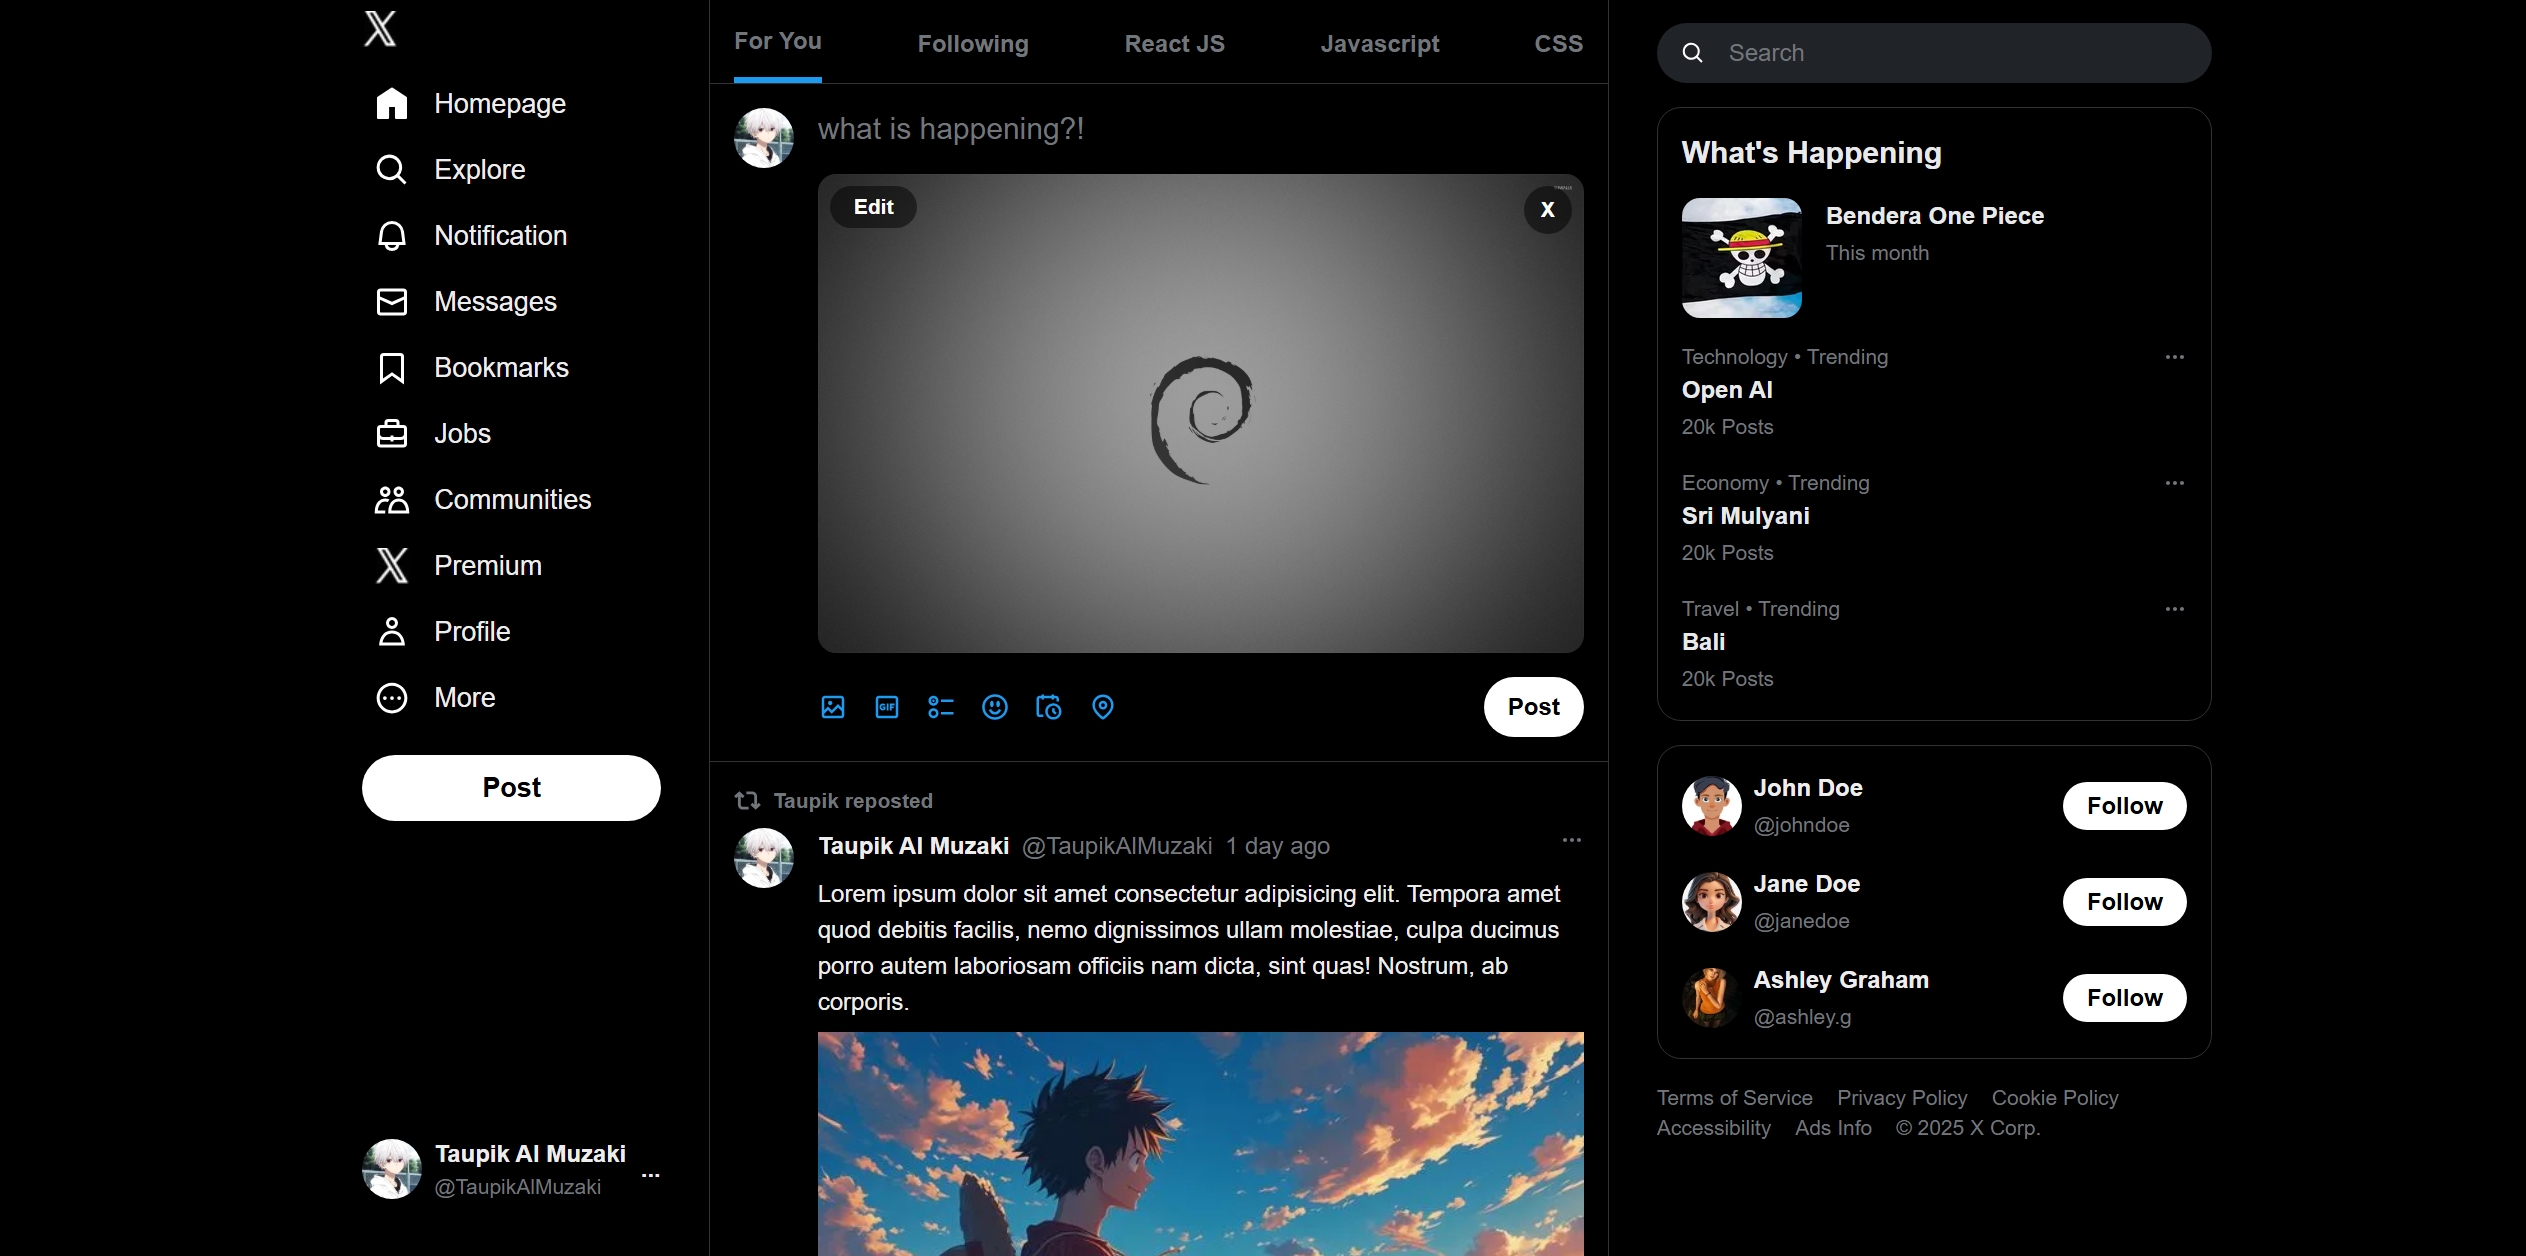 Homepage
Explore
Notification
Messages
Bookmarks
Jobs
Communities
Premium
Profile
More
Post
Taupik Al Muzaki
@TaupikAlMuzaki
For You
Following
React JS
Javascript
CSS
what is happening?!
Edit
X
GIF
Post
Taupik reposted
Taupik Al Muzaki @TaupikAlMuzaki 1 day ago
Lorem ipsum dolor sit amet consectetur adipisicing elit. Tempora amet
quod debitis facilis, nemo dignissimos ullam molestiae, culpa ducimus
porro autem laboriosam officiis nam dicta, sint quas! Nostrum, ab
corporis.
Search
What's Happening
Bendera One Piece
This month
Technology • Trending
Open AI
20k Posts
Economy • Trending
Sri Mulyani
20k Posts
Travel • Trending
Bali
20k Posts
John Doe
@johndoe
Follow
Jane Doe
@janedoe
Follow
Ashley Graham
@ashley.g
Follow
Terms of Service Privacy Policy Cookie Policy
Accessibility Ads Info © 2025 X Corp.